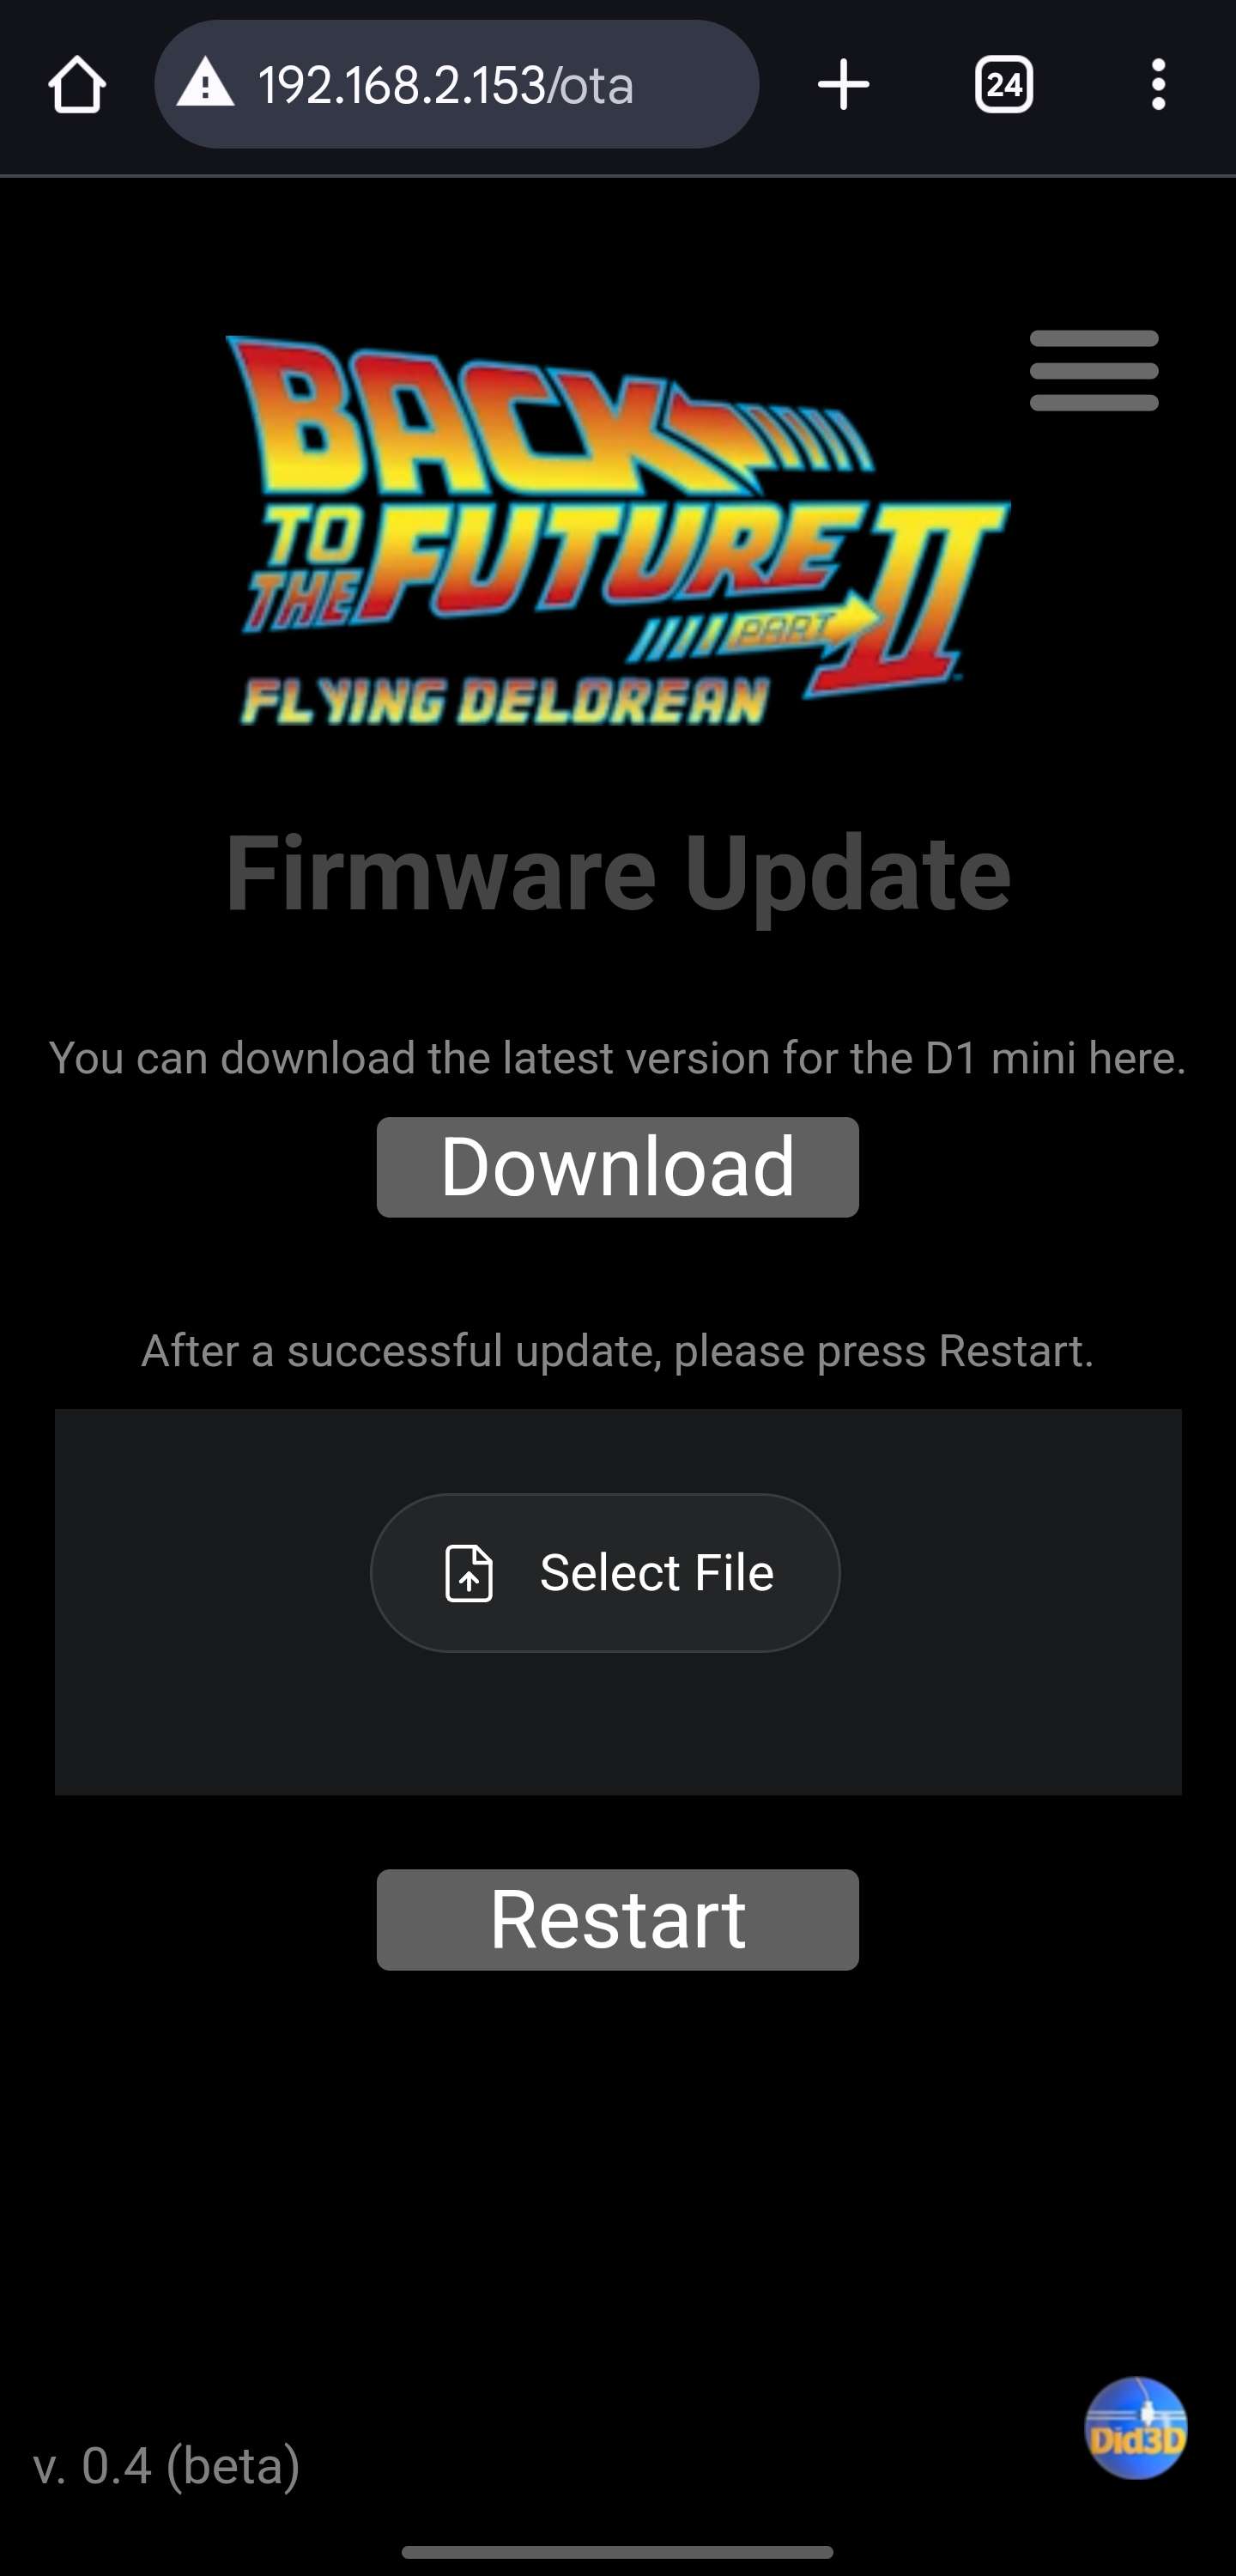 192.168.2.153/ota
24
BACK
TO THE FUTURE II
PART
FLYING DELOREAN
Firmware Update
You can download the latest version for the D1 mini here.
Download
After a successful update, please press Restart.
Select File
Restart
Did3D
v. 0.4 (beta)